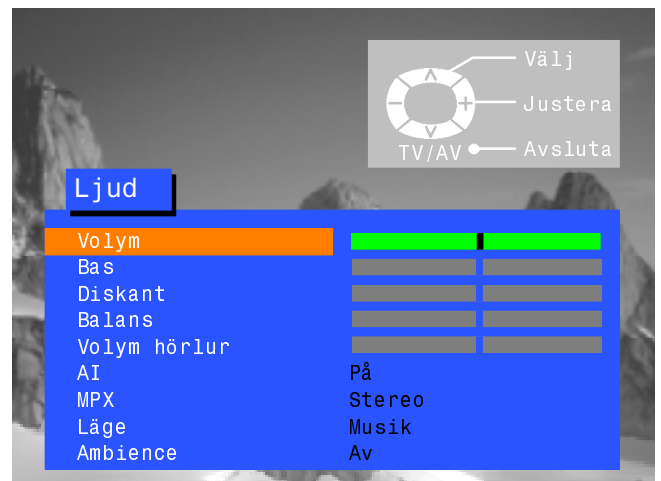 Välj
Justera
TV/AV Avsluta
Ljud
Volym
Bas
Diskant
Balans
Volym hörlur
AI På
MPX Stereo
Läge Musik
Ambience Av